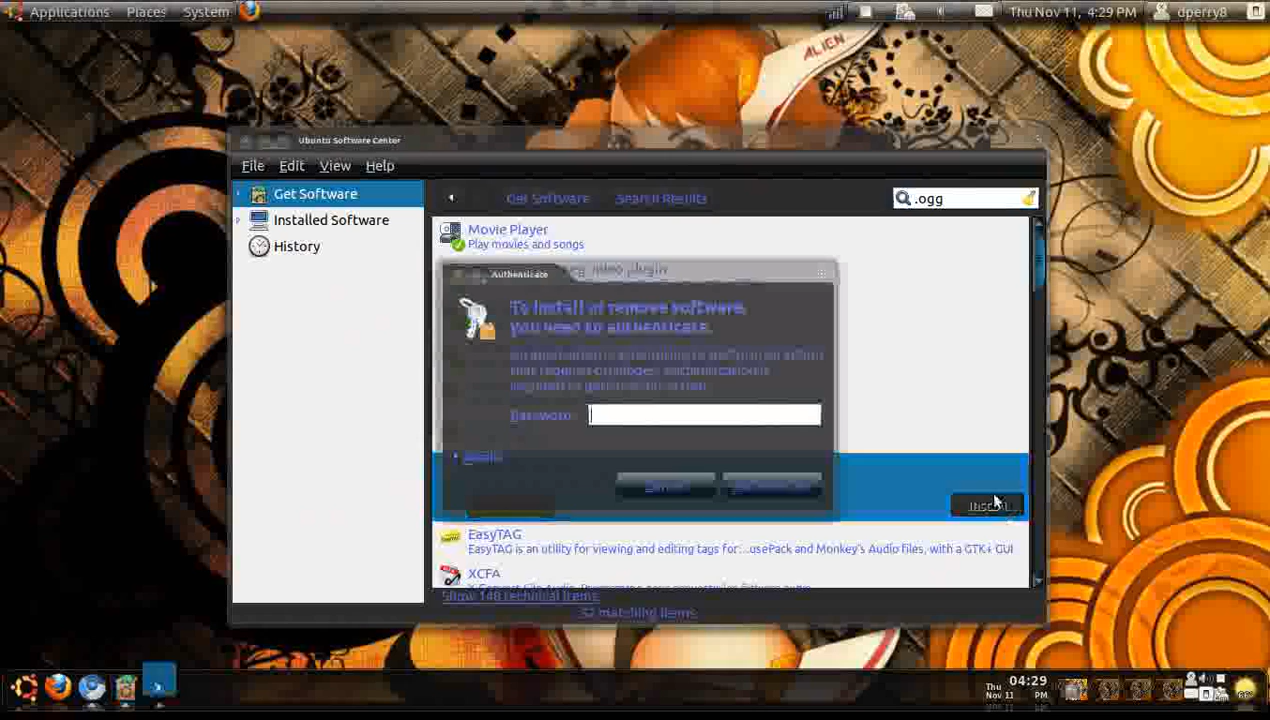 Applications Places System
Thu Nov 11, 4:29 PM dperry8
ALIEN
Ubuntu Software Center
File Edit View Help
Get Software
Installed Software
History
Get Software Search Results
.ogg
Movie Player
Play movies and songs
Authenticate
To install or remove software,
you need to authenticate.
Password:
Install
EasyTAG
EasyTAG is an utility for viewing and editing tags for...usePack and Monkey's Audio files, with a GTK+ GUI
XCFA
Show 148 technical items
32 matching items
Thu
Nov 11
04:29
PM